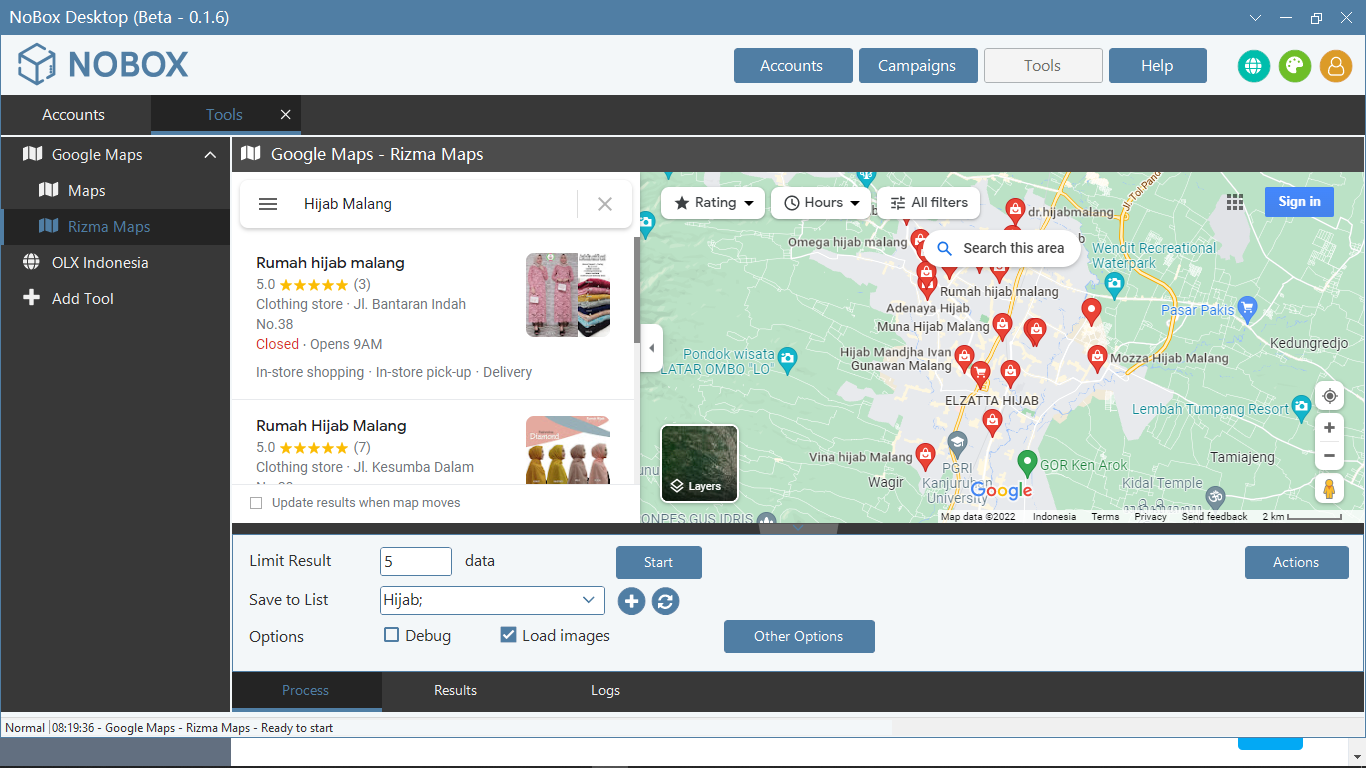 NoBox Desktop (Beta - 0.1.6)
NOBOX
Accounts
Campaigns
Tools
Help
Accounts
Tools
Google Maps
Maps
Rizma Maps
OLX Indonesia
Add Tool
Google Maps - Rizma Maps
Hijab Malang
Rumah hijab malang
5.0 ★★★★★ (3)
Clothing store · Jl. Bantaran Indah
No.38
Closed · Opens 9AM
In-store shopping · In-store pick-up · Delivery
Rumah Hijab Malang
5.0 ★★★★★ (7)
Clothing store · Jl. Kesumba Dalam
Diamond
Update results when map moves
Rating
Hours
All filters
Sign in
Search this area
Jl. Tol Pand
dr.hijabmalang
Omega hijab malang
Wendit Recreational
Waterpark
Rumah hijab malang
Adenaya Hijab
Pasar Pakis
Muna Hijab Malang
Kedungrejo
Pondok wisata
LATAR OMBO "LO"
Hijab Mandjha Ivan
Gunawan Malang
Mozza Hijab Malang
ELZATTA HIJAB
Lembah Tumpang Resort
Vina hijab Malang
Tamiajeng
GOR Ken Arok
PGRI
Kanjuruhan
University
Wagir
Kidal Temple
Layers
Google
ONPES GUS IDRIS
Map data ©2022
Indonesia
Terms
Privacy
Send feedback
2 km
Limit Result
5
data
Start
Actions
Save to List
Hijab;
Options
Debug
Load images
Other Options
Process
Results
Logs
Normal
08:19:36 - Google Maps - Rizma Maps - Ready to start